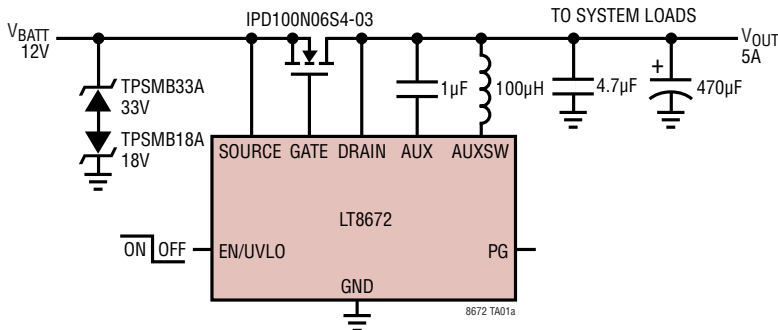 IPD100N06S4-03
TO SYSTEM LOADS
VBATT
12V
VOUT
5A
TPSMB33A
33V
TPSMB18A
18V
1µF
100µH
4.7µF
+
470µF
SOURCE GATE DRAIN AUX AUXSW
LT8672
ON OFF
EN/UVLO
PG
GND
8672 TA01a